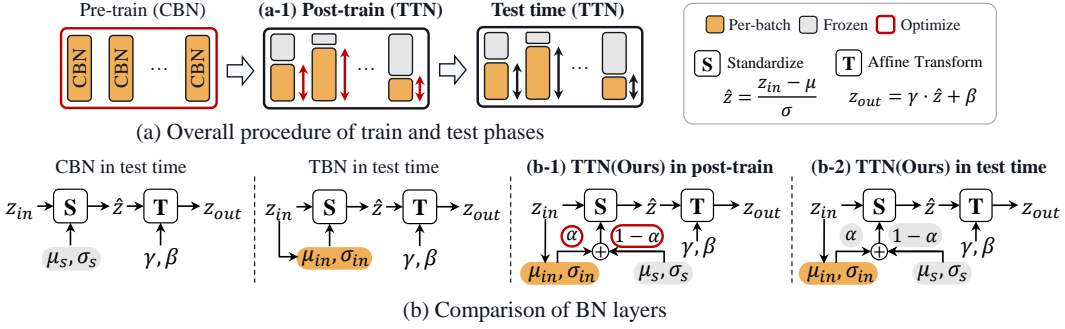 Pre-train (CBN)
(a-1) Post-train (TTN)
Test time (TTN)
CBN
CBN
...
CBN
...
...
Per-batch
Frozen
Optimize
S Standardize
T Affine Transform
ẑ = (z_in − μ) / σ
z_out = γ · ẑ + β
(a) Overall procedure of train and test phases
CBN in test time
z_in S ẑ T z_out
μ_s, σ_s γ, β
TBN in test time
z_in S ẑ T z_out
μ_in, σ_in γ, β
(b-1) TTN(Ours) in post-train
z_in S ẑ T z_out
α + 1 − α γ, β
μ_in, σ_in μ_s, σ_s
(b-2) TTN(Ours) in test time
z_in S ẑ T z_out
α + 1 − α γ, β
μ_in, σ_in μ_s, σ_s
(b) Comparison of BN layers